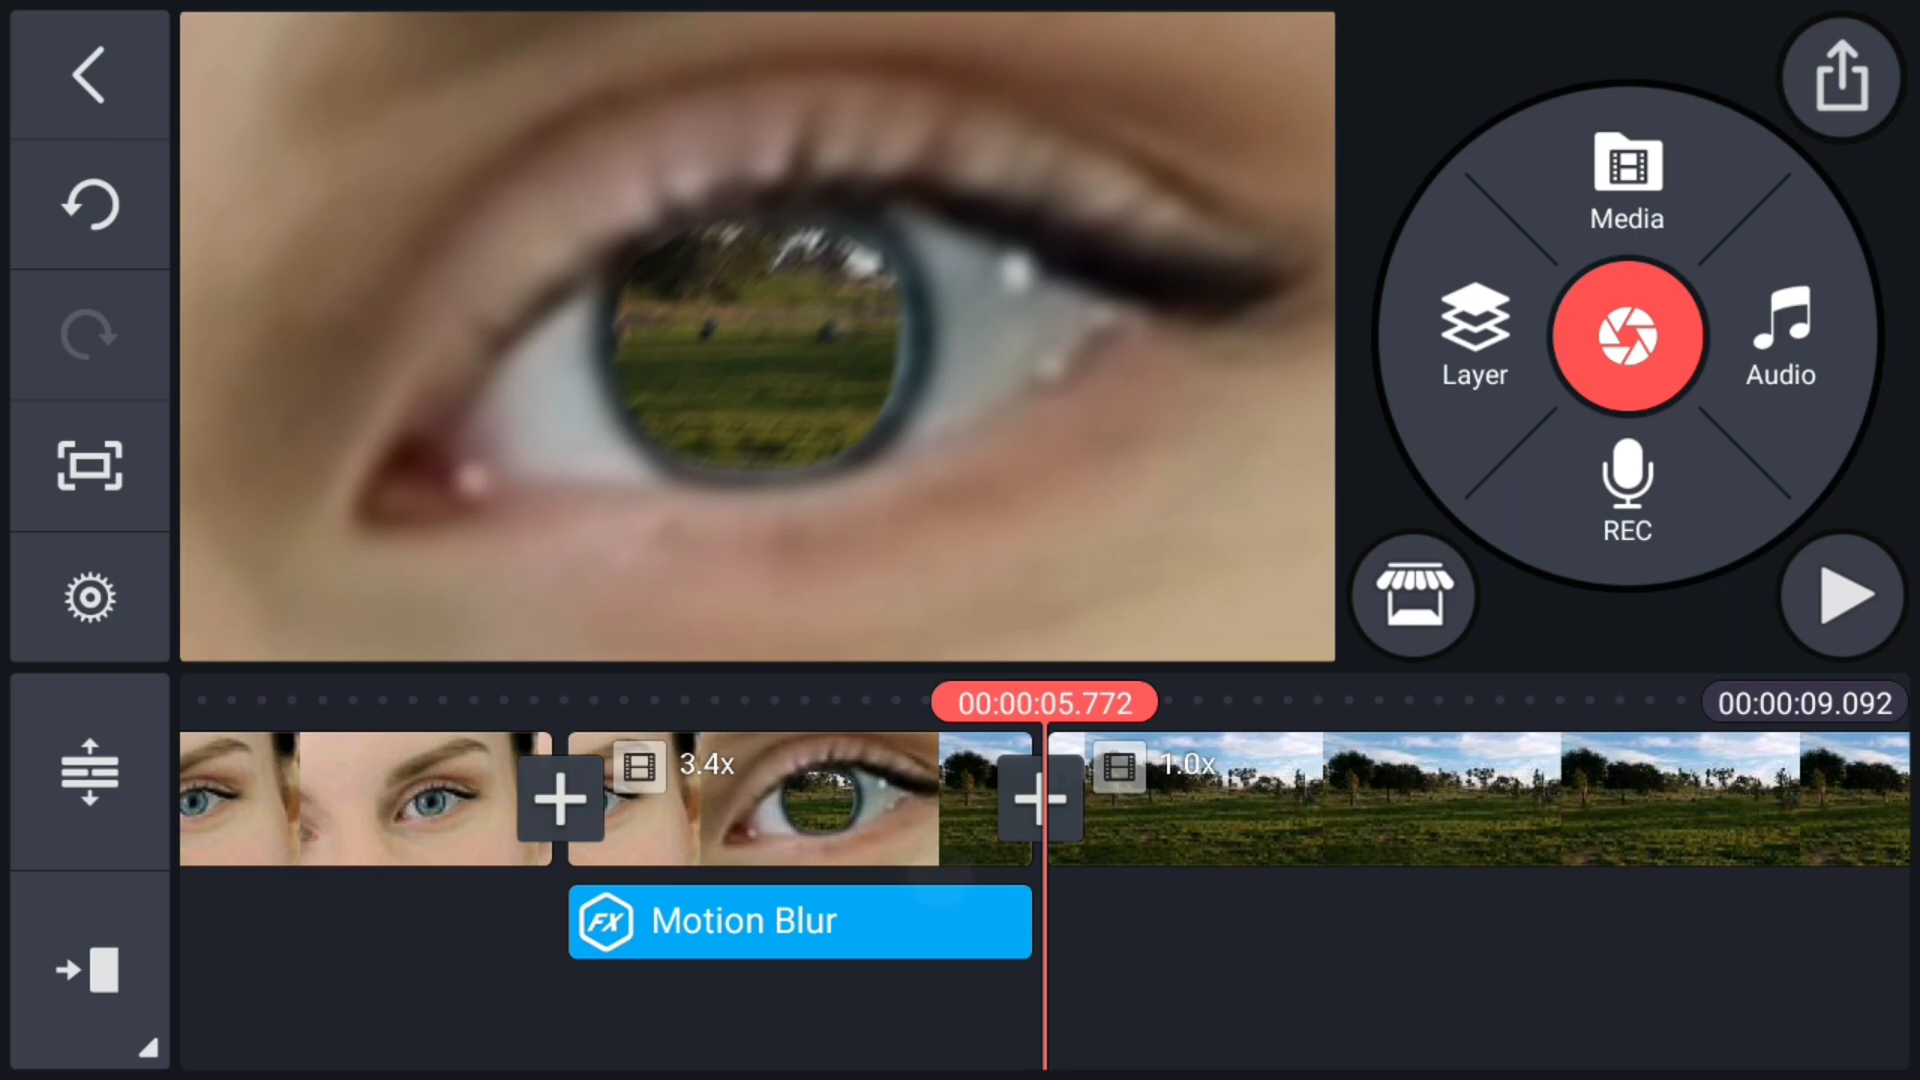 Media
Layer
Audio
REC
00:00:05.772
00:00:09.092
3.4x
1.0x
FX Motion Blur